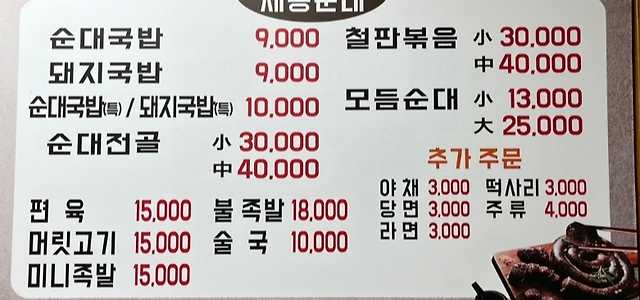 순대국밥 9,000
돼지국밥 9,000
순대국밥(특) / 돼지국밥(특) 10,000
순대전골 小 30,000
中 40,000
철판볶음 小 30,000
中 40,000
모듬순대 小 13,000
大 25,000
추가 주문
야채 3,000 떡사리 3,000
당면 3,000 주류 4,000
라면 3,000
편육 15,000 불족발 18,000
머릿고기 15,000 술국 10,000
미니족발 15,000